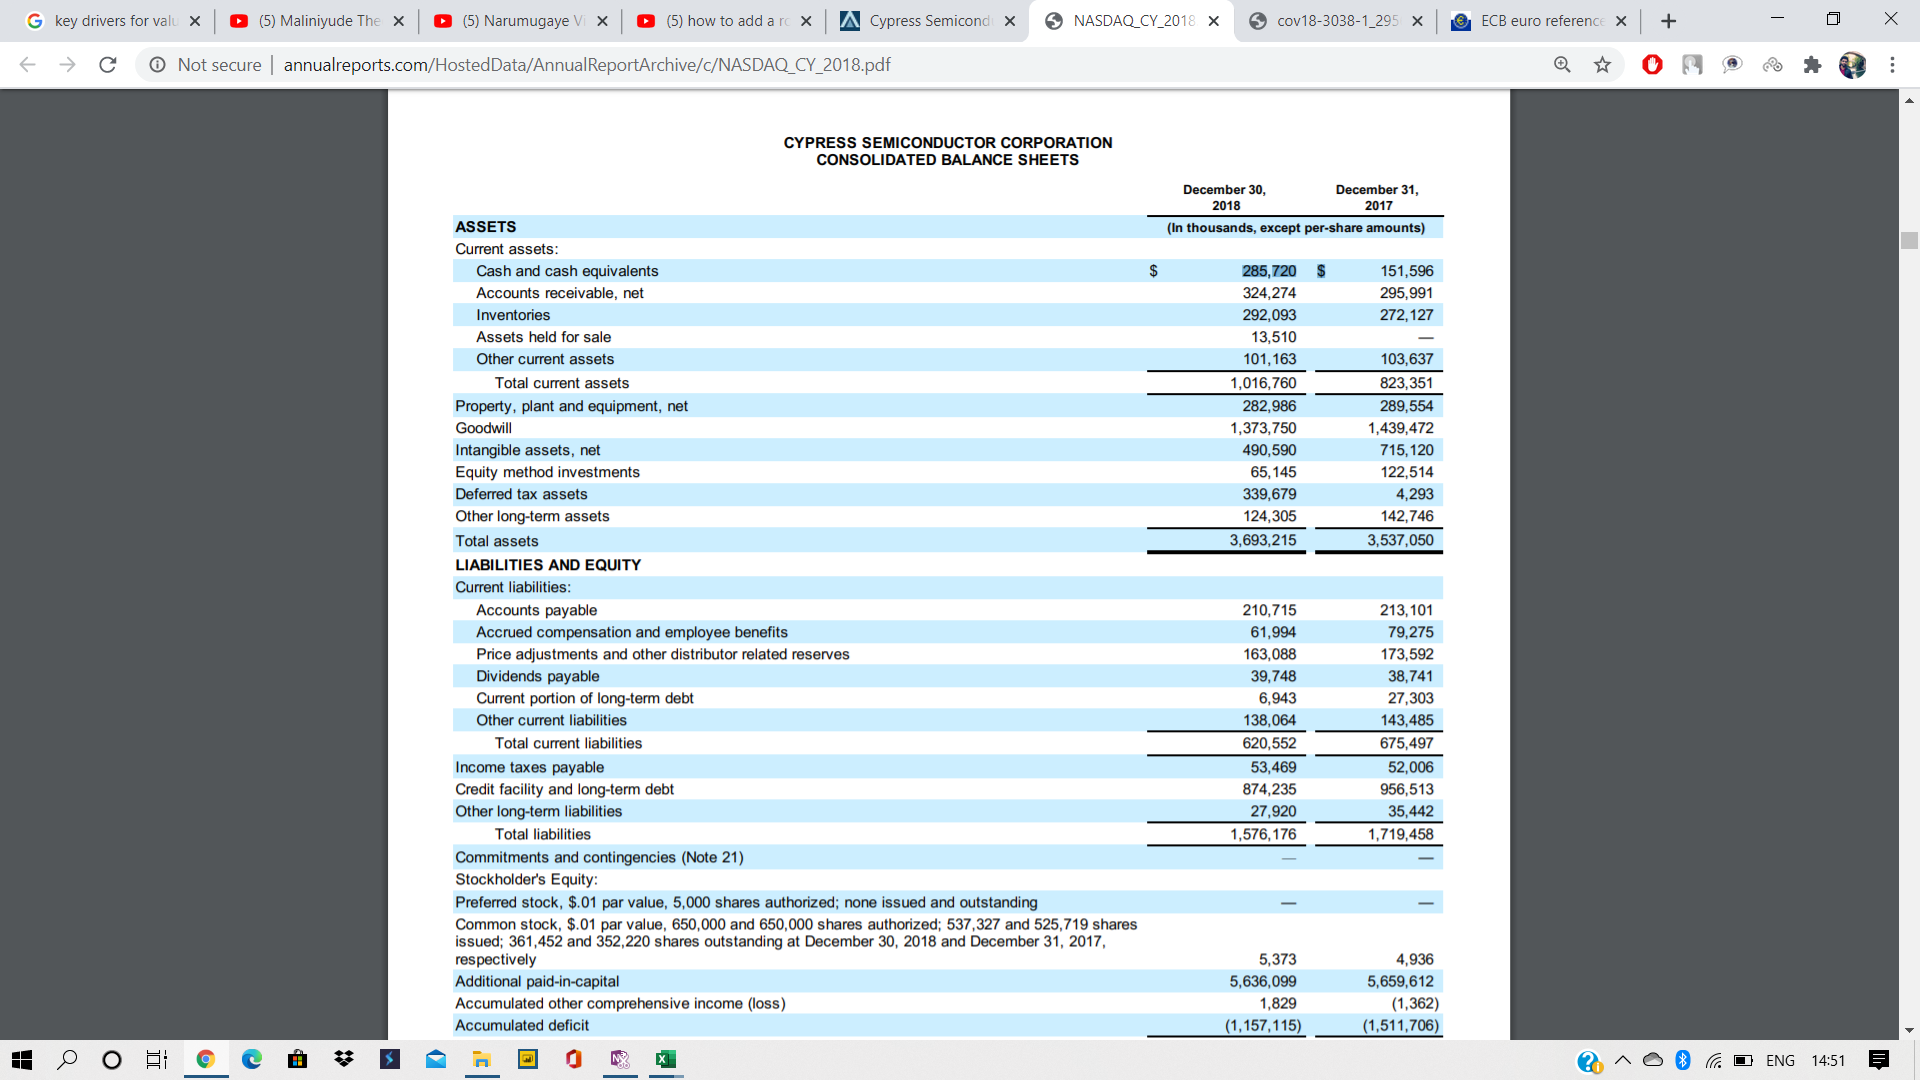 key drivers for valu
(5) Maliniyude The
(5) Narumugaye Vi
(5) how to add a ro
Cypress Semicond
NASDAQ_CY_2018
cov18-3038-1_295
ECB euro reference
Not secure | annualreports.com/HostedData/AnnualReportArchive/c/NASDAQ_CY_2018.pdf
CYPRESS SEMICONDUCTOR CORPORATION
CONSOLIDATED BALANCE SHEETS
December 30, December 31,
2018 2017
ASSETS (In thousands, except per-share amounts)
Current assets:
Cash and cash equivalents $ 285,720 $ 151,596
Accounts receivable, net 324,274 295,991
Inventories 292,093 272,127
Assets held for sale 13,510 —
Other current assets 101,163 103,637
Total current assets 1,016,760 823,351
Property, plant and equipment, net 282,986 289,554
Goodwill 1,373,750 1,439,472
Intangible assets, net 490,590 715,120
Equity method investments 65,145 122,514
Deferred tax assets 339,679 4,293
Other long-term assets 124,305 142,746
Total assets 3,693,215 3,537,050
LIABILITIES AND EQUITY
Current liabilities:
Accounts payable 210,715 213,101
Accrued compensation and employee benefits 61,994 79,275
Price adjustments and other distributor related reserves 163,088 173,592
Dividends payable 39,748 38,741
Current portion of long-term debt 6,943 27,303
Other current liabilities 138,064 143,485
Total current liabilities 620,552 675,497
Income taxes payable 53,469 52,006
Credit facility and long-term debt 874,235 956,513
Other long-term liabilities 27,920 35,442
Total liabilities 1,576,176 1,719,458
Commitments and contingencies (Note 21) — —
Stockholder's Equity:
Preferred stock, $.01 par value, 5,000 shares authorized; none issued and outstanding — —
Common stock, $.01 par value, 650,000 and 650,000 shares authorized; 537,327 and 525,719 shares
issued; 361,452 and 352,220 shares outstanding at December 30, 2018 and December 31, 2017,
respectively 5,373 4,936
Additional paid-in-capital 5,636,099 5,659,612
Accumulated other comprehensive income (loss) 1,829 (1,362)
Accumulated deficit (1,157,115) (1,511,706)
ENG 14:51